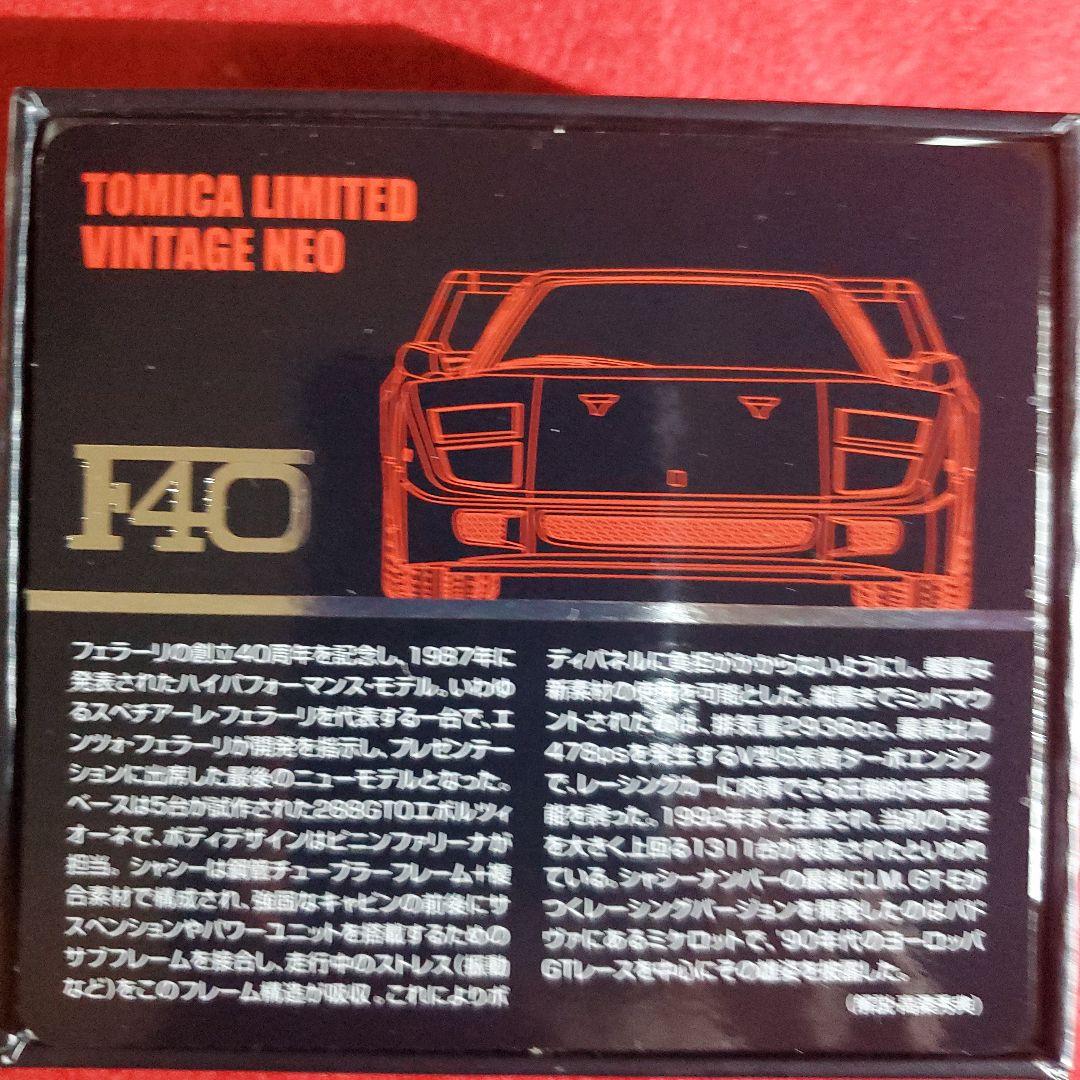 TOMICA LIMITED
VINTAGE NEO
F40
フェラーリの創立40周年を記念し、1987年に
発表されたハイパフォーマンス・モデル。いわゆ
るスペチアーレ・フェラーリを代表する一台で、エ
ンツォ・フェラーリが開発を指示し、プレゼンテー
ションに出席した最後のニューモデルとなった。
ベースは5台が試作された288GTOエボルツィ
オーネで、ボディデザインはピニンファリーナが
担当。シャシーは鋼管チューブラーフレーム+複
合素材で構成され、強固なキャビンの前後にサ
スペンションやパワーユニットを搭載するための
サブフレームを接合し、走行中のストレス(振動
など)をこのフレーム構造が吸収。これによりボ
ディパネルに負担がかからないようにし、軽量な
新素材の使用を可能とした。縦置きでミッドマウ
ントされたのは、排気量2936cc、最高出力
478psを発生するV型8気筒ターボエンジン
で、レーシングカーに肉薄できる圧倒的な運動性
能を誇った。1992年まで生産され、当初の予定
を大きく上回る1311台が製造されたといわれ
ている。シャシーナンバーの最後にLM、GT-Eが
つくレーシングバージョンを開発したのはパド
ヴァにあるミケロットで、90年代のヨーロッパ
GTレースを中心にその雄姿を披露した。
(解説: